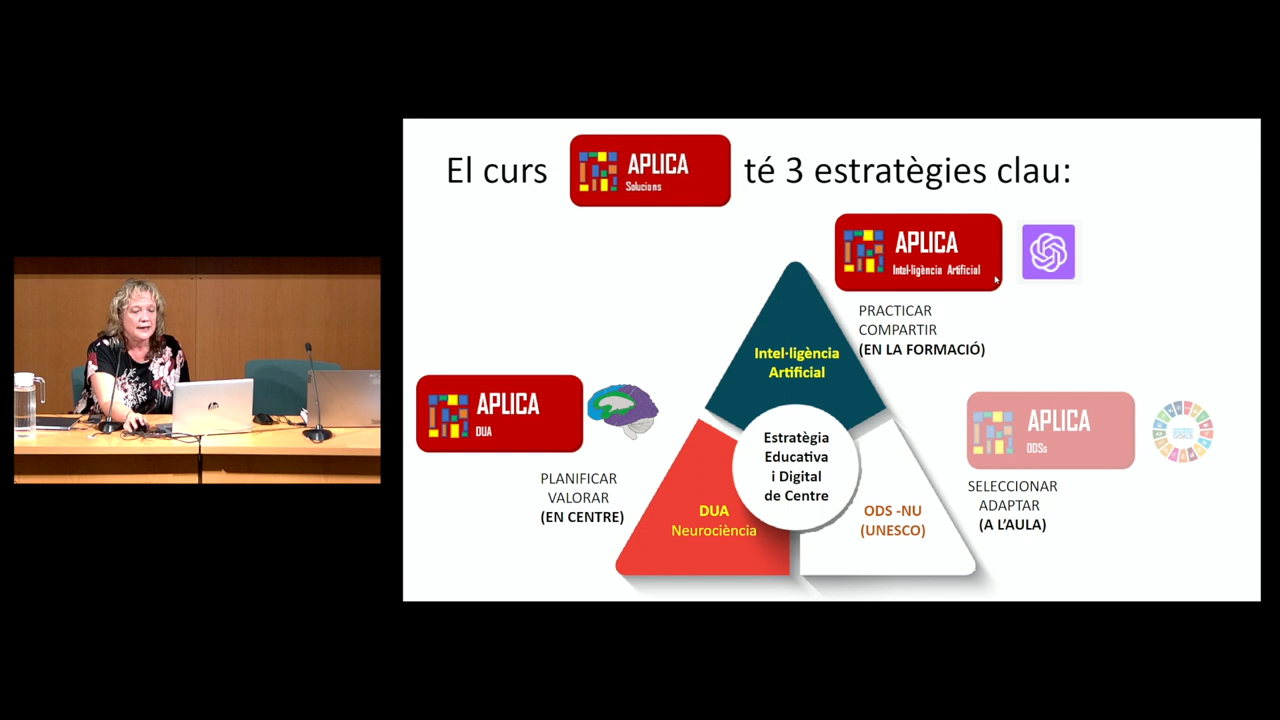 El curs APLICA Solucions té 3 estratègies clau:
APLICA
Intel·ligència Artificial
PRACTICAR
COMPARTIR
(EN LA FORMACIÓ)
Intel·ligència
Artificial
APLICA
DUA
PLANIFICAR
VALORAR
(EN CENTRE)
Estratègia
Educativa
i Digital
de Centre
APLICA
ODSs
SELECCIONAR
ADAPTAR
(A L'AULA)
DUA
Neurociència
ODS -NU
(UNESCO)
hp